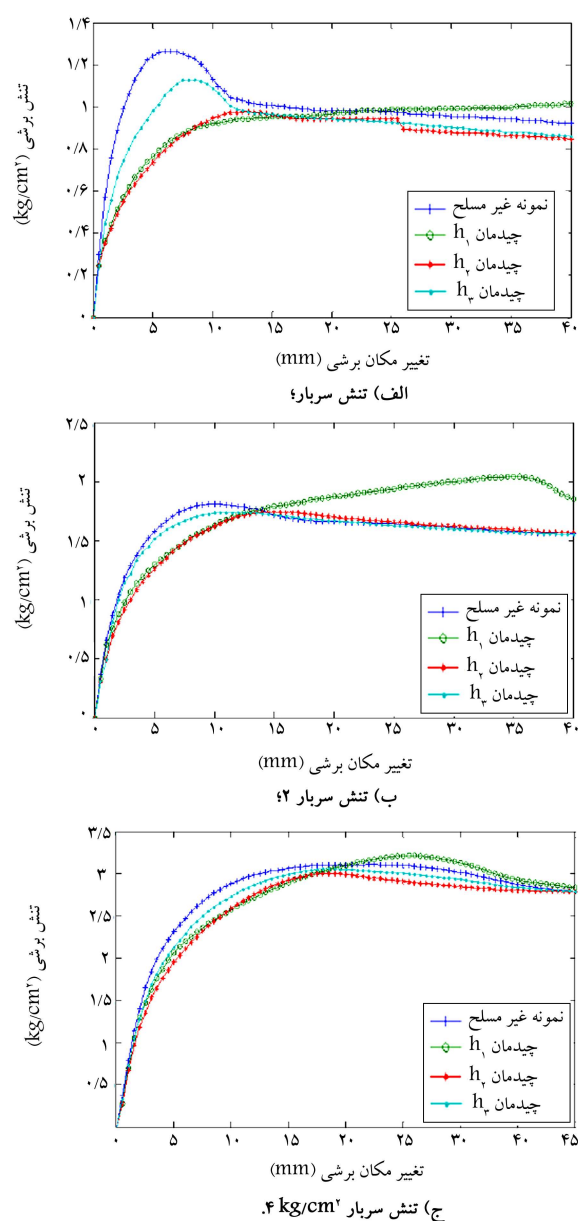 ۱/۴
۱/۲
۱
۰/۸
۰/۶
۰/۴
۰/۲
۰
تنش برشی (kg/cm۲)
نمونه غیر مسلح
چیدمان h۱
چیدمان h۲
چیدمان h۳
۰ ۵ ۱۰ ۱۵ ۲۰ ۲۵ ۳۰ ۳۵ ۴۰
تغییر مکان برشی (mm)
الف) تنش سربار؛
۲/۵
۲
۱/۵
۱
۰/۵
۰
تنش برشی (kg/cm۲)
نمونه غیر مسلح
چیدمان h۱
چیدمان h۲
چیدمان h۳
۰ ۵ ۱۰ ۱۵ ۲۰ ۲۵ ۳۰ ۳۵ ۴۰
تغییر مکان برشی (mm)
ب) تنش سربار ۲؛
۳/۵
۳
۲/۵
۲
۱/۵
۱
۰/۵
تنش برشی (kg/cm۲)
نمونه غیر مسلح
چیدمان h۱
چیدمان h۲
چیدمان h۳
۰ ۵ ۱۰ ۱۵ ۲۰ ۲۵ ۳۰ ۳۵ ۴۰ ۴۵
تغییر مکان برشی (mm)
ج) تنش سربار ۴ kg/cm۲.